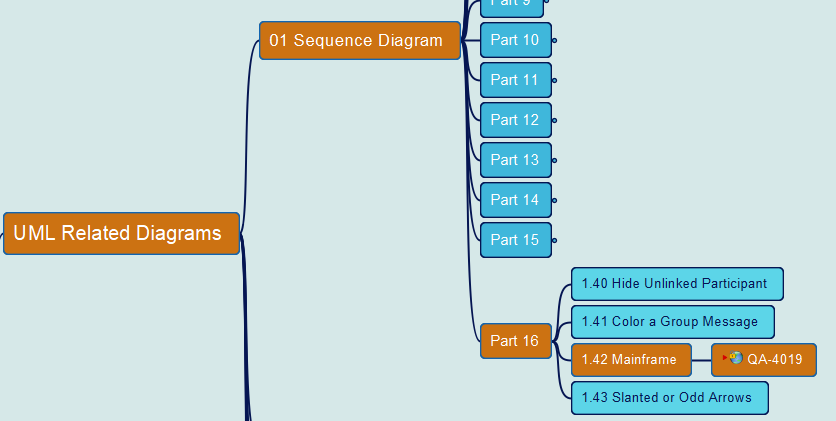 Part 9
01 Sequence Diagram
Part 10
Part 11
Part 12
Part 13
Part 14
Part 15
UML Related Diagrams
Part 16
1.40 Hide Unlinked Participant
1.41 Color a Group Message
1.42 Mainframe
QA-4019
1.43 Slanted or Odd Arrows